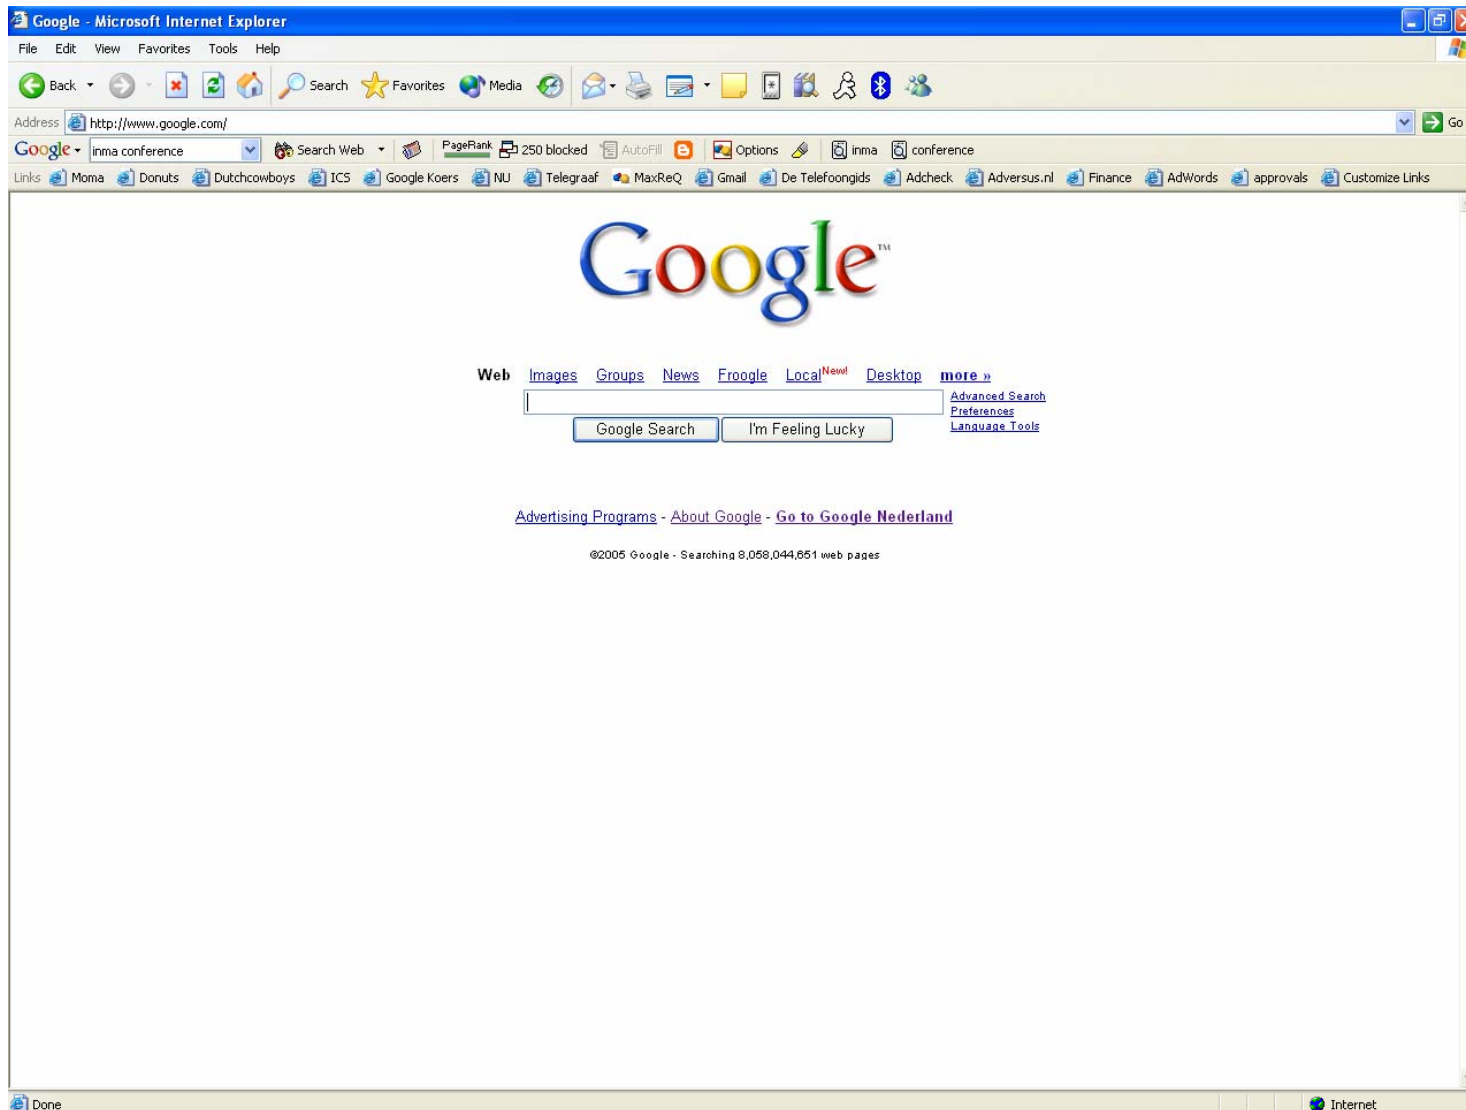 Google - Microsoft Internet Explorer
File Edit View Favorites Tools Help
Back Search Favorites Media
Address http://www.google.com/ Go
Google inma conference Search Web PageRank 250 blocked AutoFill Options inma conference
Links Moma Donuts Dutchcowboys ICS Google Koers NU Telegraaf MaxReQ Gmail De Telefoongids Adcheck Adversus.nl Finance AdWords approvals Customize Links
Google™
Web Images Groups News Froogle Local New! Desktop more »
Advanced Search
Preferences
Google Search I'm Feeling Lucky Language Tools
Advertising Programs - About Google - Go to Google Nederland
©2005 Google - Searching 8,058,044,651 web pages
Done Internet